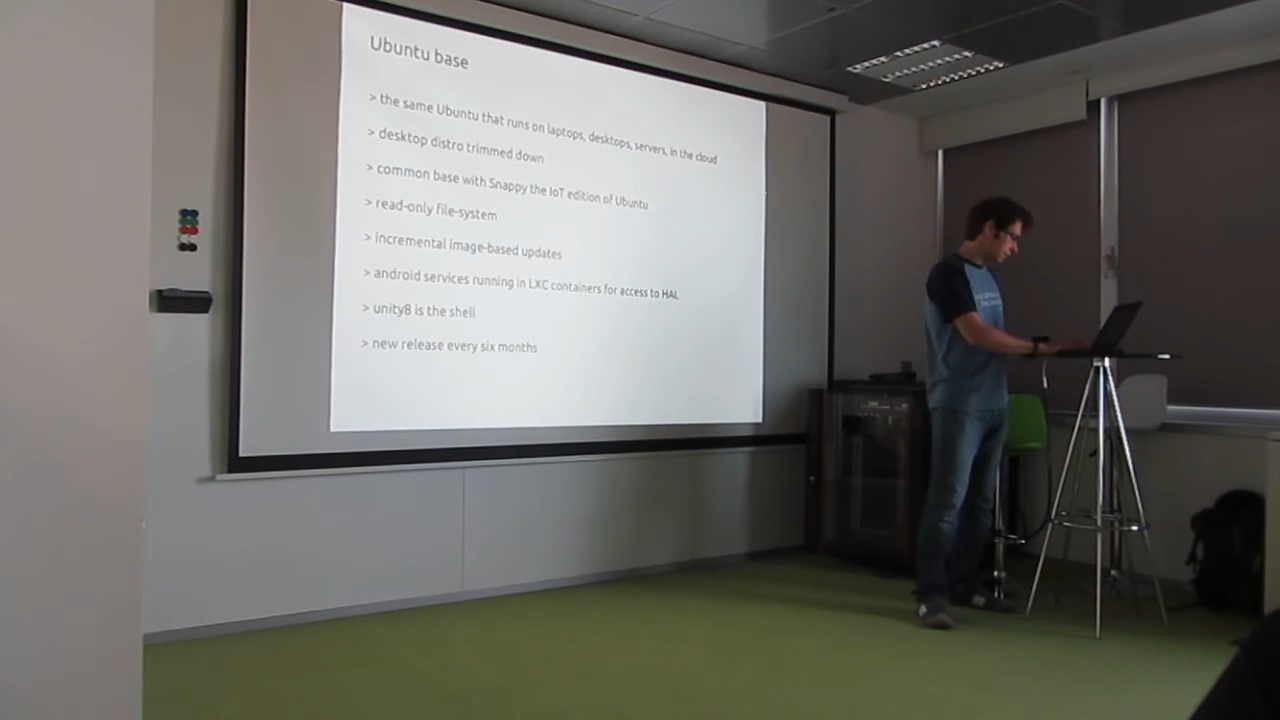 Ubuntu base
> the same Ubuntu that runs on laptops, desktops, servers, in the cloud
> desktop distro trimmed down
> common base with Snappy the IoT edition of Ubuntu
> read-only file-system
> incremental image-based updates
> android services running in LXC containers for access to HAL
> unity8 is the shell
> new release every six months